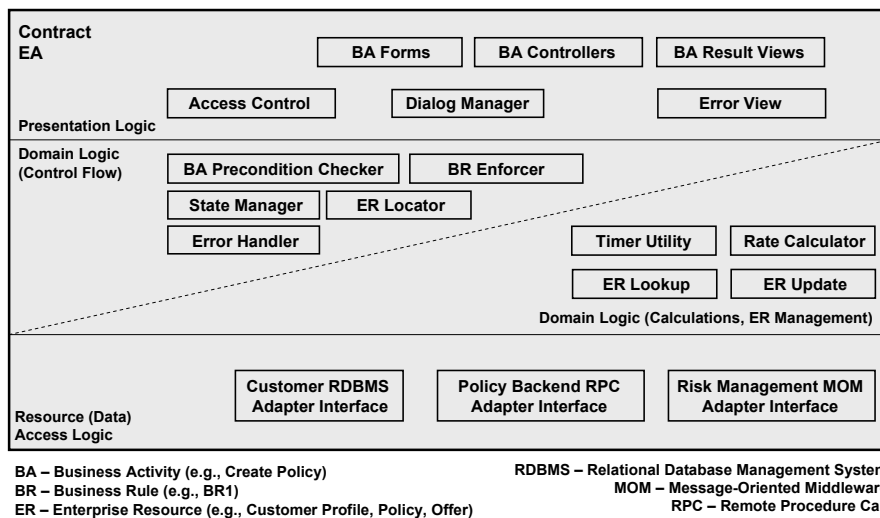 Contract
EA
BA Forms BA Controllers BA Result Views
Access Control Dialog Manager Error View
Presentation Logic
Domain Logic
(Control Flow)
BA Precondition Checker BR Enforcer
State Manager ER Locator
Error Handler Timer Utility Rate Calculator
ER Lookup ER Update
Domain Logic (Calculations, ER Management)
Customer RDBMS
Adapter Interface
Policy Backend RPC
Adapter Interface
Risk Management MOM
Adapter Interface
Resource (Data)
Access Logic
BA – Business Activity (e.g., Create Policy)
BR – Business Rule (e.g., BR1)
ER – Enterprise Resource (e.g., Customer Profile, Policy, Offer)
RDBMS – Relational Database Management System
MOM – Message-Oriented Middlewar
RPC – Remote Procedure Ca